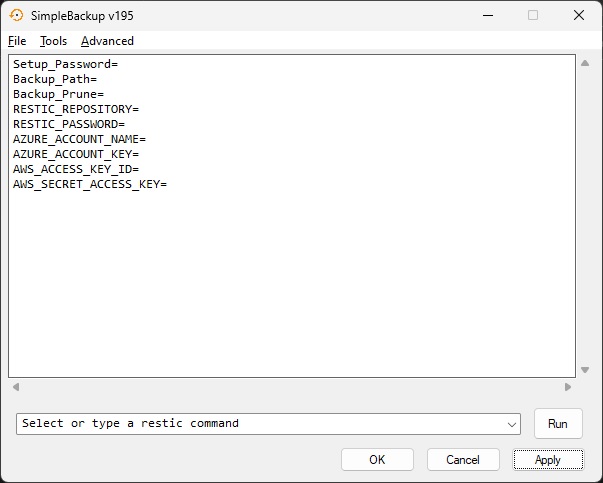 SimpleBackup v195
File Tools Advanced
Setup_Password=
Backup_Path=
Backup_Prune=
RESTIC_REPOSITORY=
RESTIC_PASSWORD=
AZURE_ACCOUNT_NAME=
AZURE_ACCOUNT_KEY=
AWS_ACCESS_KEY_ID=
AWS_SECRET_ACCESS_KEY=
Select or type a restic command
Run
OK Cancel Apply